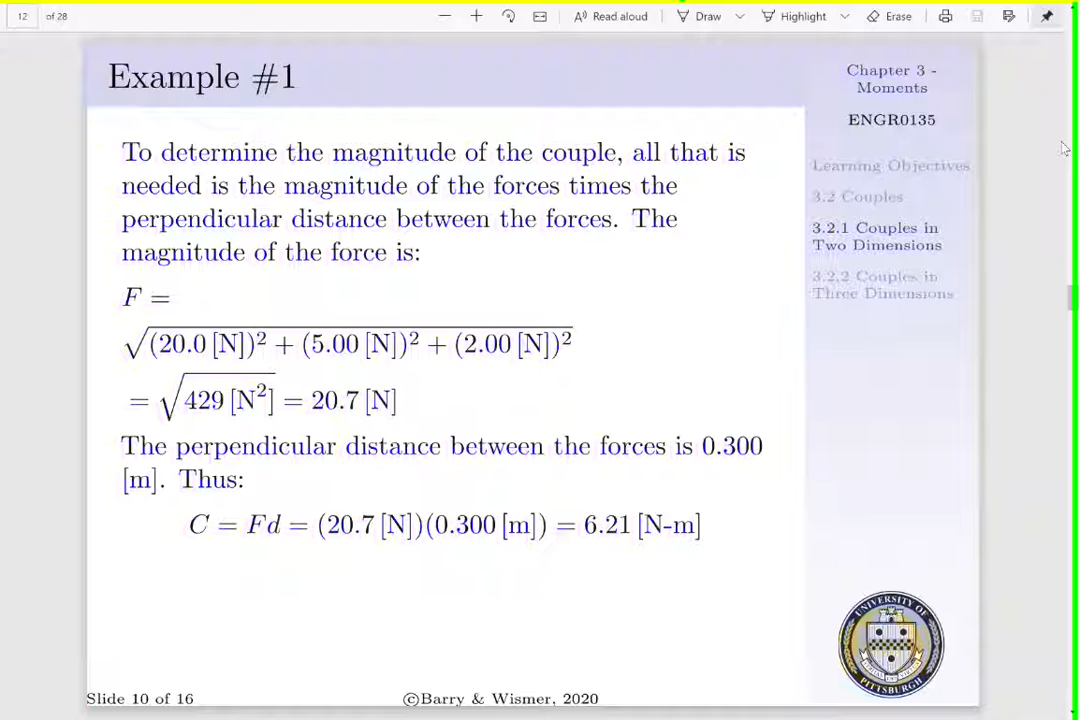 12 of 28
Read aloud
Draw
Highlight
Erase
Example #1
To determine the magnitude of the couple, all that is
needed is the magnitude of the forces times the
perpendicular distance between the forces. The
magnitude of the force is:
F =
√(20.0 [N])² + (5.00 [N])² + (2.00 [N])²
= √429 [N²] = 20.7 [N]
The perpendicular distance between the forces is 0.300
[m]. Thus:
C = Fd = (20.7 [N])(0.300 [m]) = 6.21 [N-m]
Chapter 3 -
Moments
ENGR0135
Learning Objectives
3.2 Couples
3.2.1 Couples in
Two Dimensions
3.2.2 Couples in
Three Dimensions
UNIVERSITY OF
PITTSBURGH
Slide 10 of 16
©Barry & Wismer, 2020